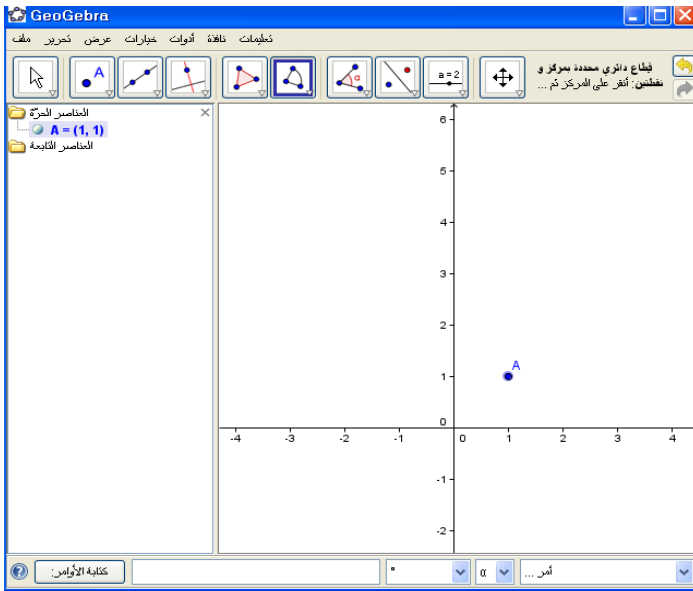 GeoGebra
ملف تحرير عرض خيارات أدوات نافذة تعليمات
A α a = 2
قطاع دائري محددة بمركز و
نقطتين: أنقر على المركز ثم ...
العناصر الحرّة
A = (1, 1)
العناصر التابعة
6
5
4
3
2
A
1
0
-4 -3 -2 -1 0 1 2 3 4
-1
-2
كتابة الأوامر:
° α أمر ...